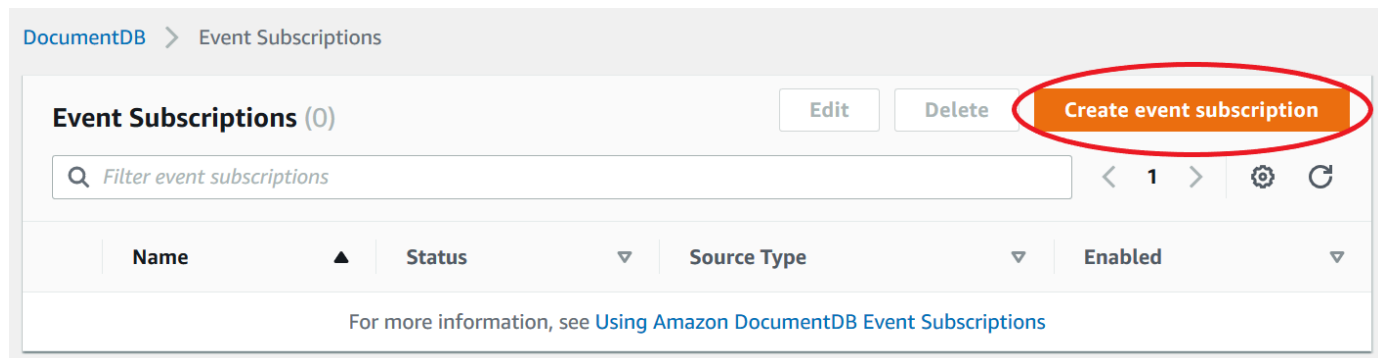 DocumentDB > Event Subscriptions
Event Subscriptions (0) Edit Delete Create event subscription
Filter event subscriptions < 1 >
Name Status Source Type Enabled
For more information, see Using Amazon DocumentDB Event Subscriptions